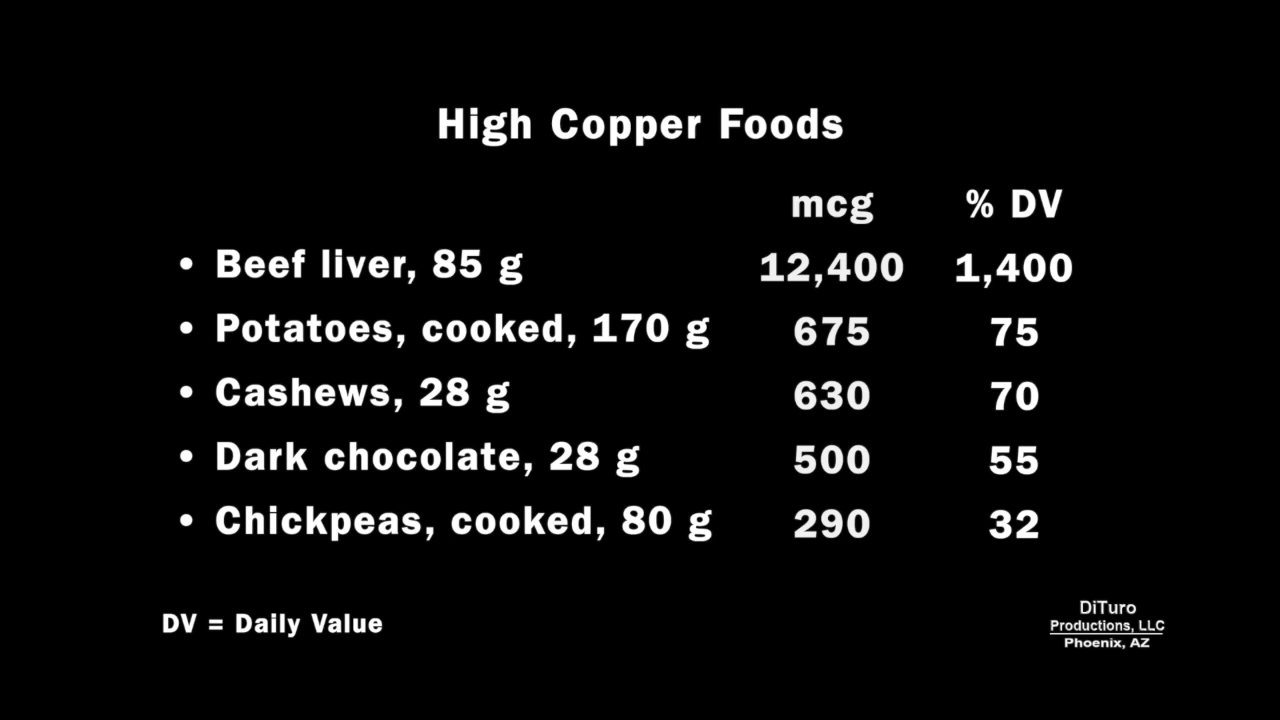 High Copper Foods
mcg % DV
• Beef liver, 85 g 12,400 1,400
• Potatoes, cooked, 170 g 675 75
• Cashews, 28 g 630 70
• Dark chocolate, 28 g 500 55
• Chickpeas, cooked, 80 g 290 32
DV = Daily Value
DiTuro
Productions, LLC
Phoenix, AZ